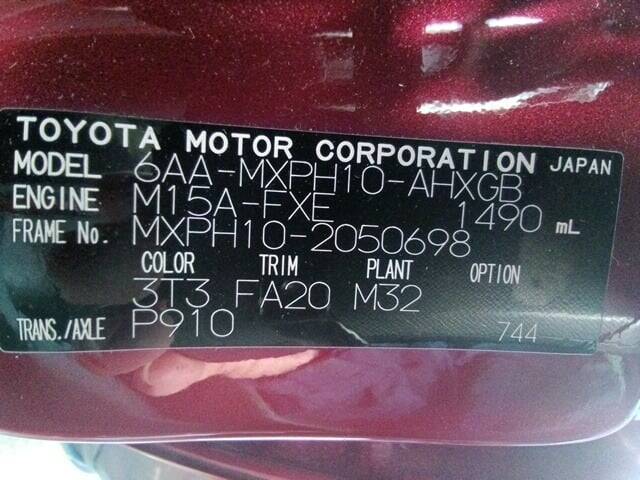 TOYOTA MOTOR CORPORATION JAPAN
MODEL 6AA-MXPH10-AHXGB
ENGINE M15A-FXE 1490 mL
FRAME No. MXPH10-2050698
COLOR TRIM PLANT OPTION
3T3 FA20 M32
TRANS./AXLE P910 744